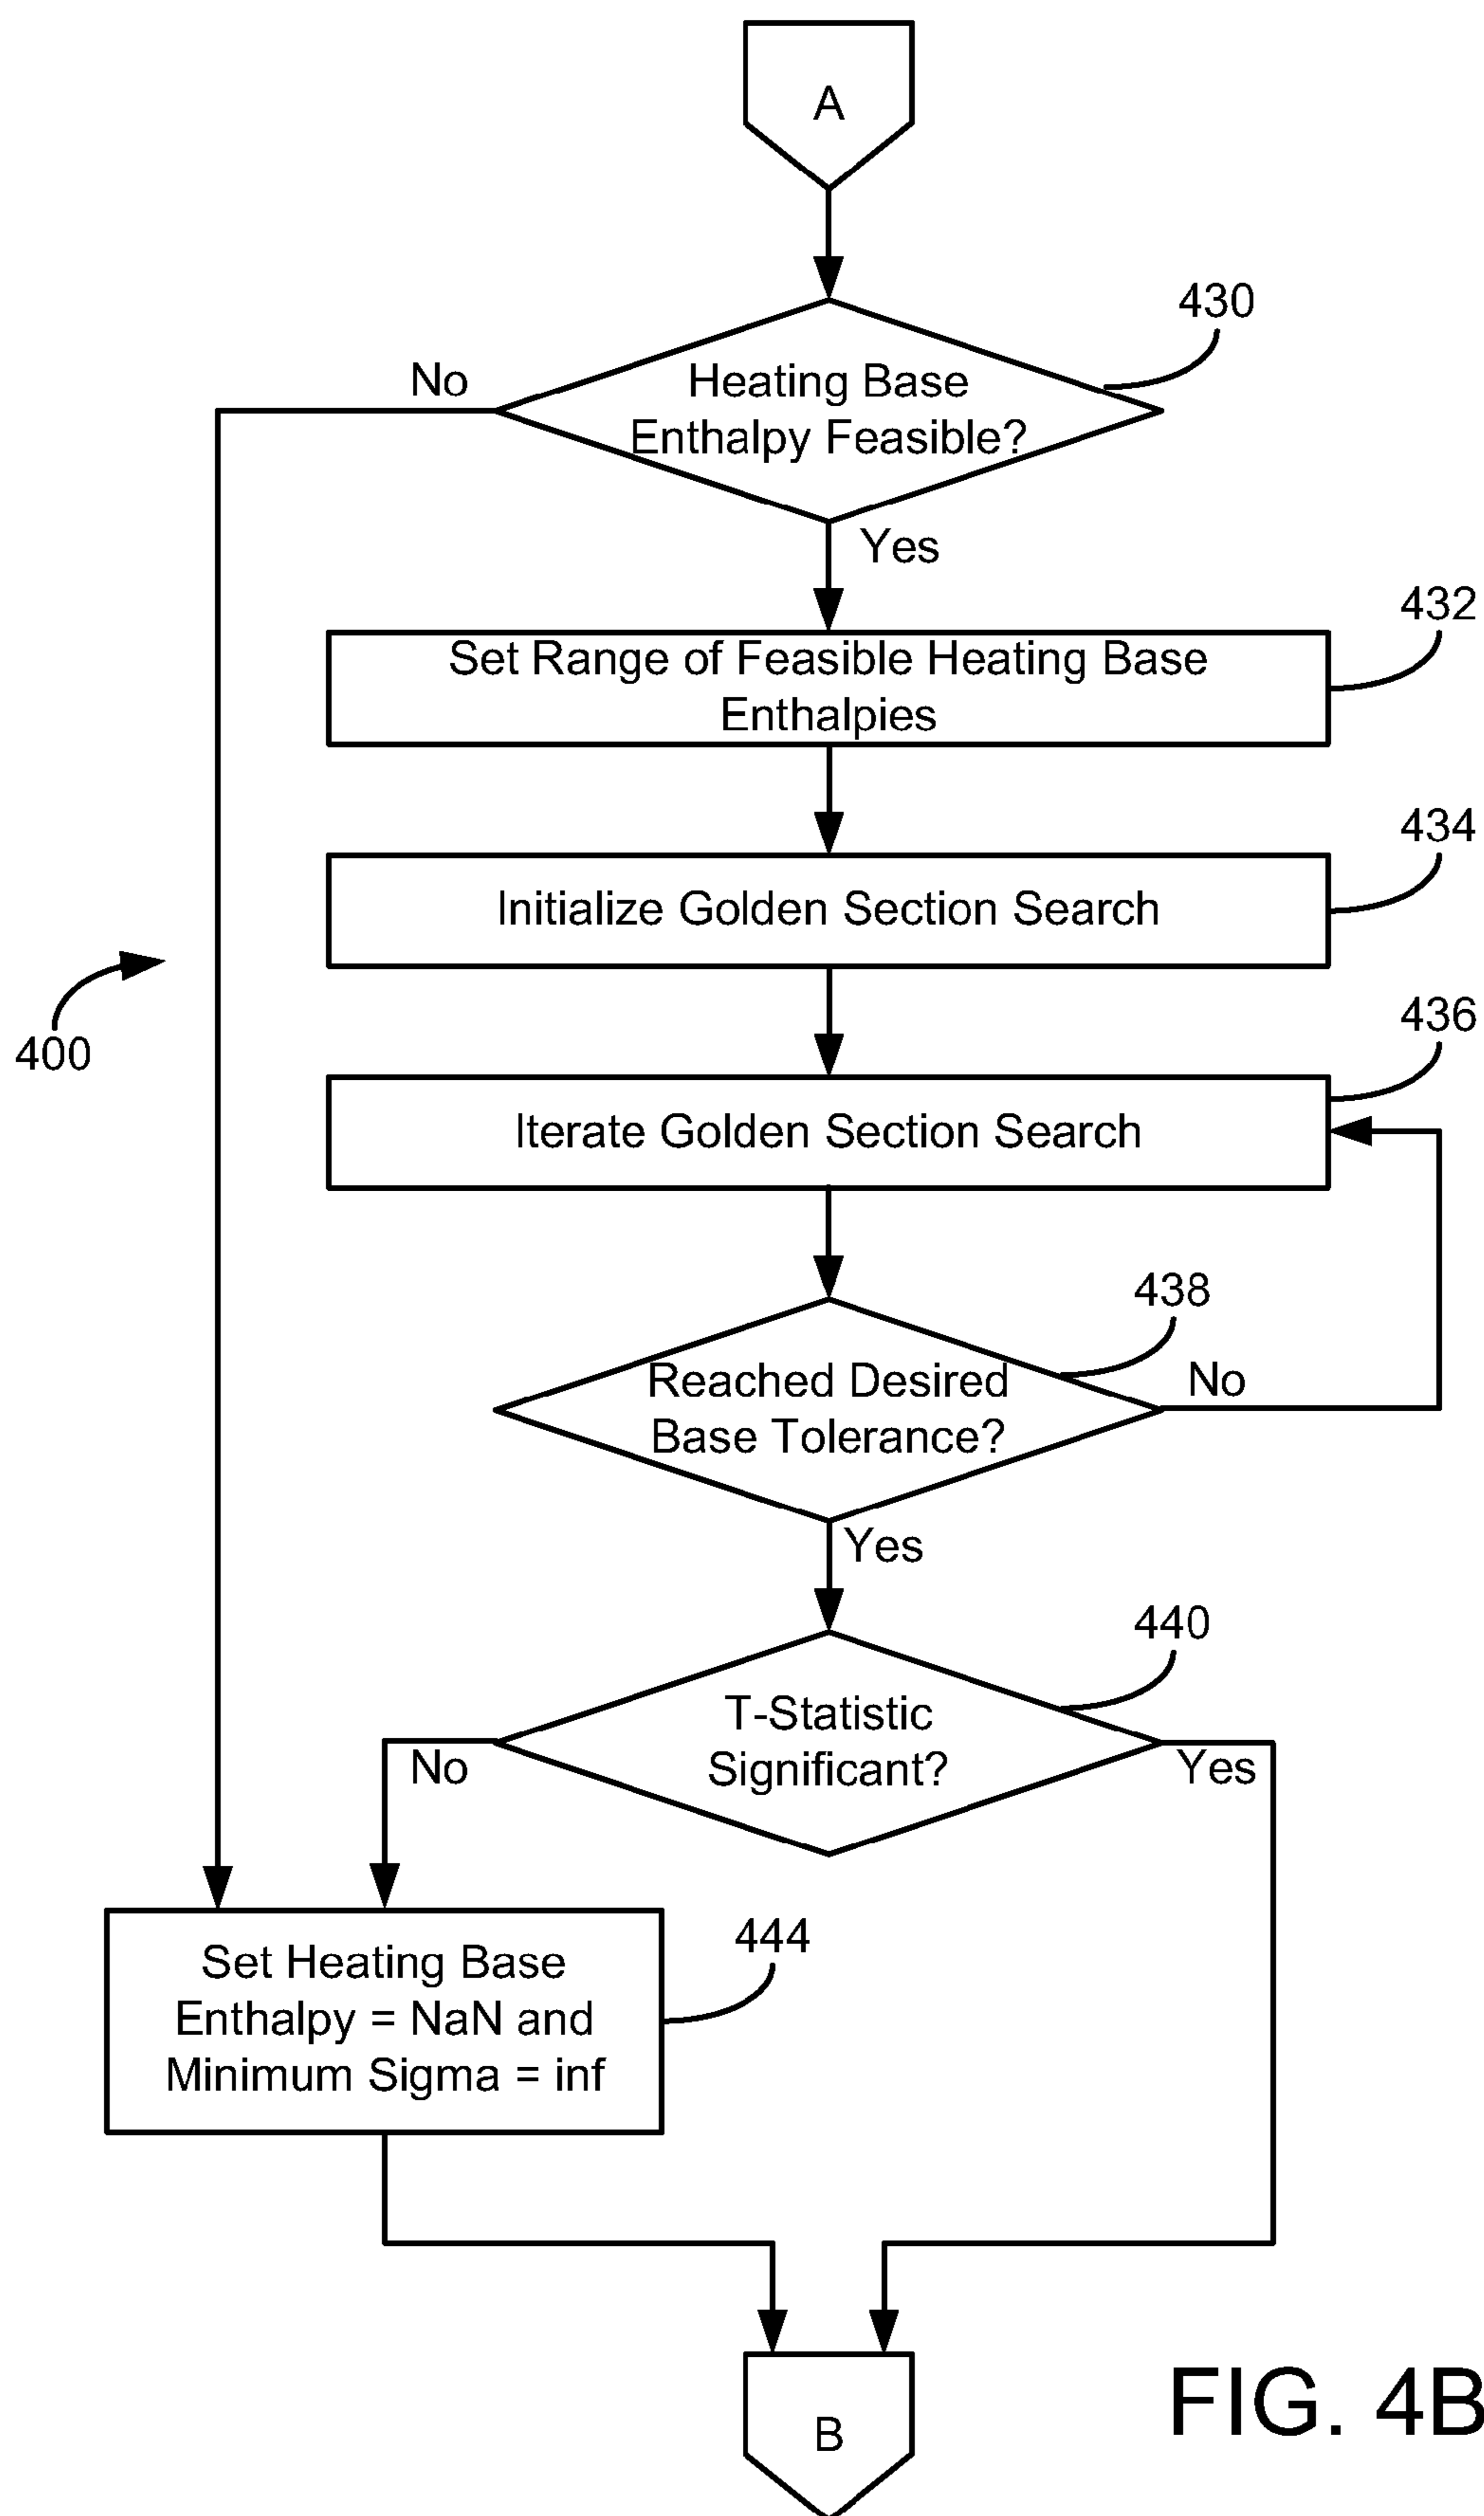 A
430
No
Heating Base
Enthalpy Feasible?
Yes
432
Set Range of Feasible Heating Base
Enthalpies
434
Initialize Golden Section Search
400
436
Iterate Golden Section Search
438
Reached Desired
Base Tolerance?
No
Yes
440
T-Statistic
Significant?
No
Yes
444
Set Heating Base
Enthalpy = NaN and
Minimum Sigma = inf
B
FIG. 4B